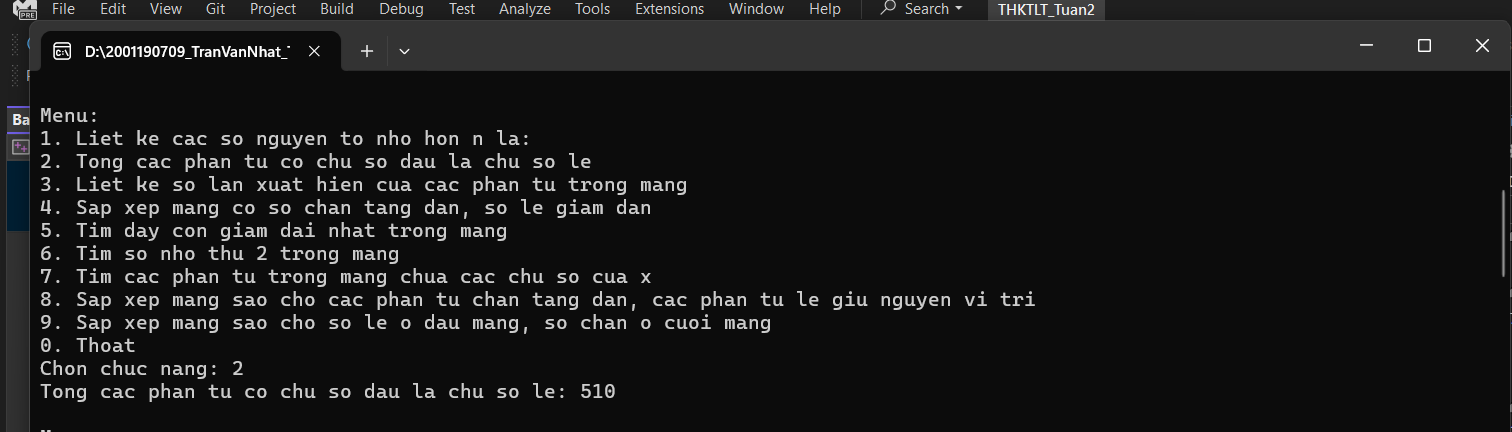 PRE File Edit View Git Project Build Debug Test Analyze Tools Extensions Window Help Search THKTLT_Tuan2
D:\2001190709_TranVanNhat_
Ba
Menu:
1. Liet ke cac so nguyen to nho hon n la:
2. Tong cac phan tu co chu so dau la chu so le
3. Liet ke so lan xuat hien cua cac phan tu trong mang
4. Sap xep mang co so chan tang dan, so le giam dan
5. Tim day con giam dai nhat trong mang
6. Tim so nho thu 2 trong mang
7. Tim cac phan tu trong mang chua cac chu so cua x
8. Sap xep mang sao cho cac phan tu chan tang dan, cac phan tu le giu nguyen vi tri
9. Sap xep mang sao cho so le o dau mang, so chan o cuoi mang
0. Thoat
Chon chuc nang: 2
Tong cac phan tu co chu so dau la chu so le: 510